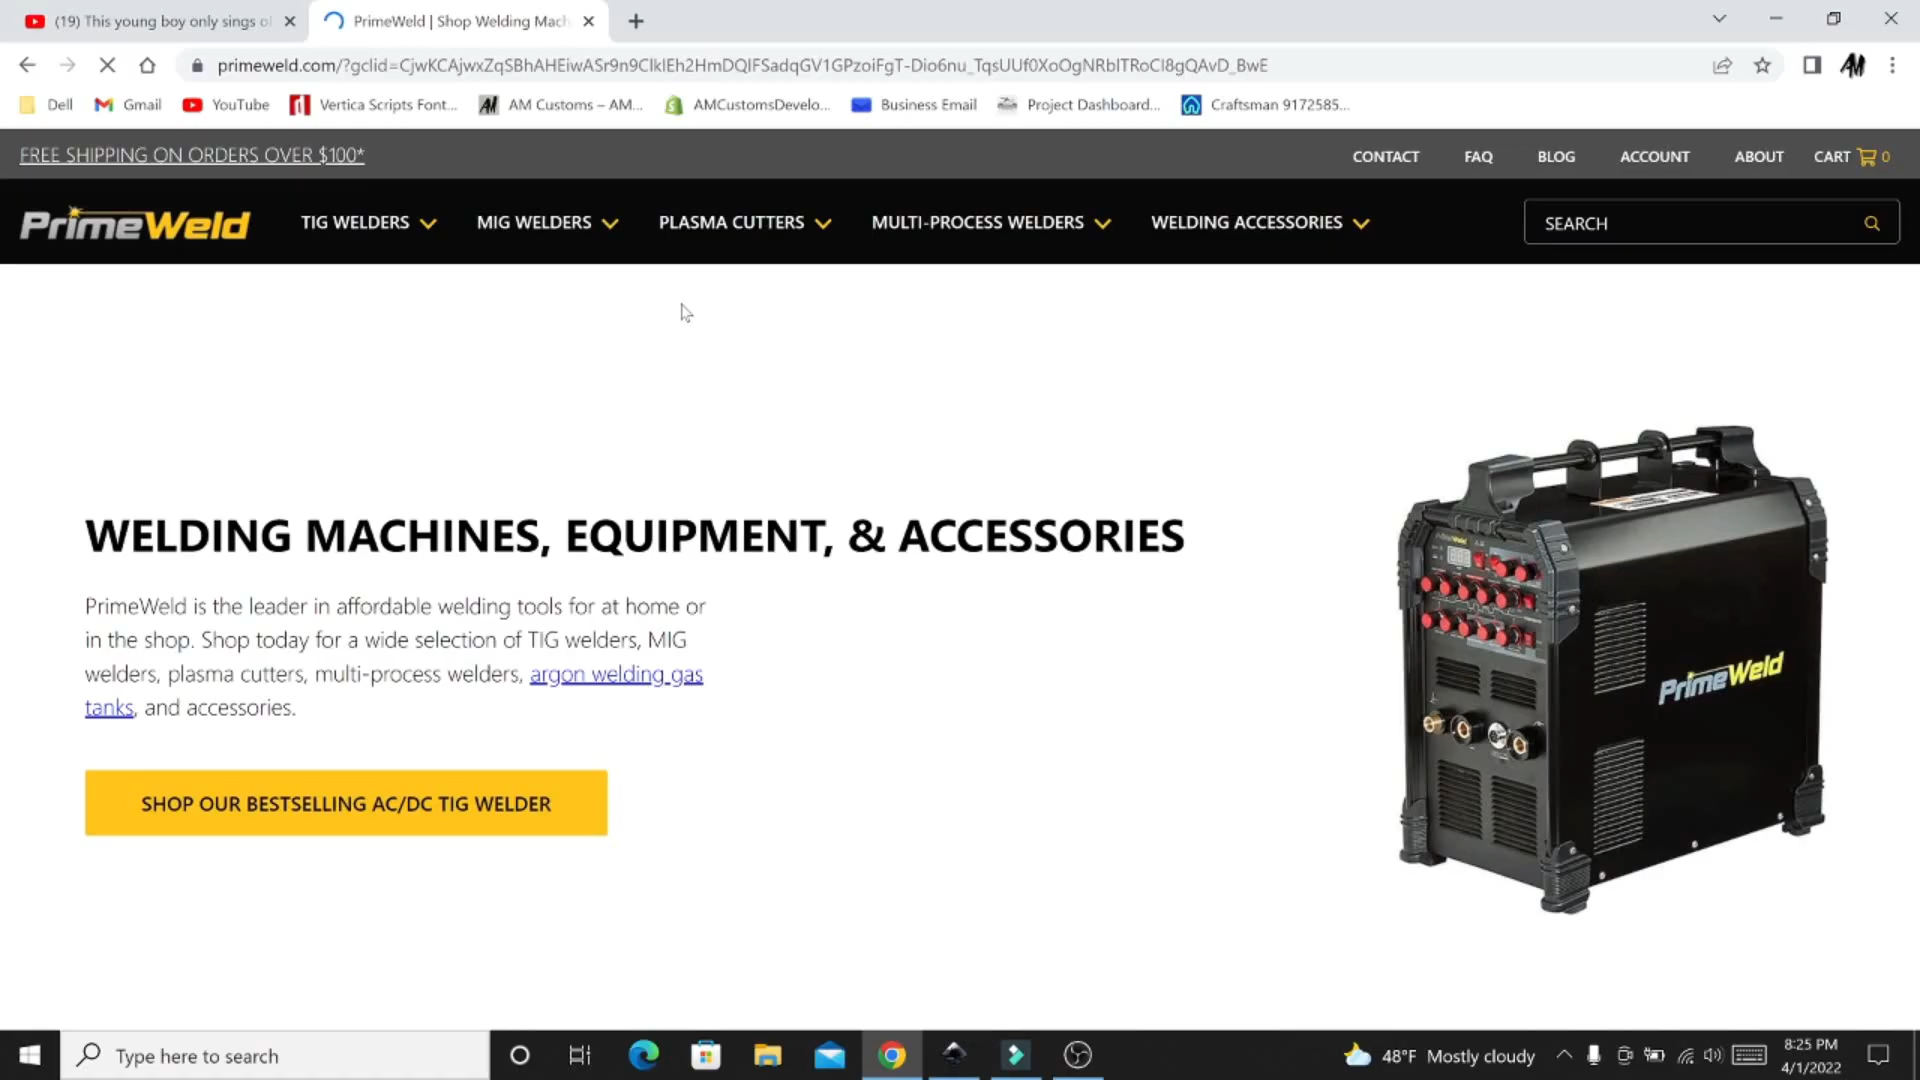 (19) This young boy only sings ol
PrimeWeld | Shop Welding Mach
primeweld.com/?gclid=CjwKCAjwxZqSBhAHEiwASr9n9ClklEh2HmDQlFSadqGV1GPzoiFgT-Dio6nu_TqsUUf0XoOgNRblTRoCl8gQAvD_BwE
Dell
Gmail
YouTube
Vertica Scripts Font...
AM Customs – AM...
AMCustomsDevelo...
Business Email
Project Dashboard...
Craftsman 9172585...
FREE SHIPPING ON ORDERS OVER $100*
CONTACT
FAQ
BLOG
ACCOUNT
ABOUT
CART 0
PrimeWeld
TIG WELDERS
MIG WELDERS
PLASMA CUTTERS
MULTI-PROCESS WELDERS
WELDING ACCESSORIES
SEARCH
WELDING MACHINES, EQUIPMENT, & ACCESSORIES
PrimeWeld is the leader in affordable welding tools for at home or
in the shop. Shop today for a wide selection of TIG welders, MIG
welders, plasma cutters, multi-process welders, argon welding gas
tanks, and accessories.
SHOP OUR BESTSELLING AC/DC TIG WELDER
PrimeWeld
Type here to search
48°F Mostly cloudy
8:25 PM
4/1/2022